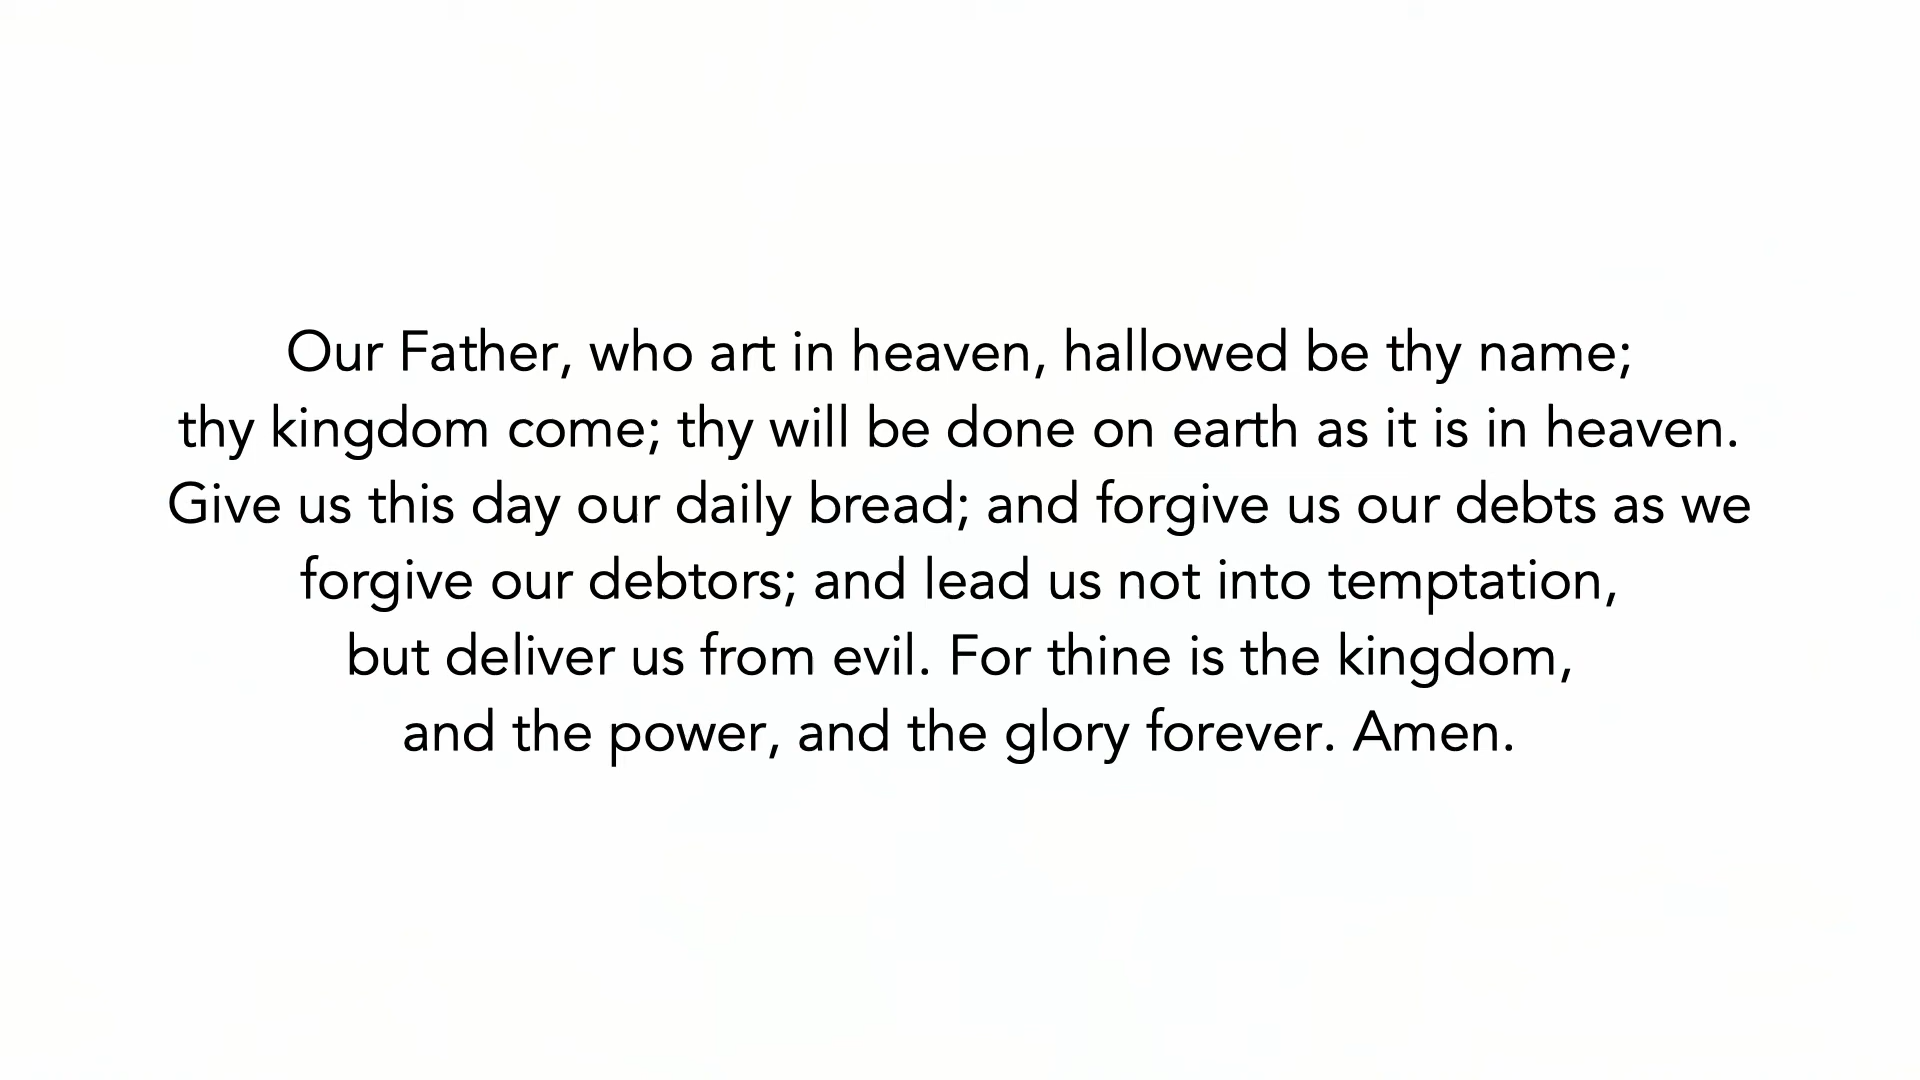 Our Father, who art in heaven, hallowed be thy name;
thy kingdom come; thy will be done on earth as it is in heaven.
Give us this day our daily bread; and forgive us our debts as we
forgive our debtors; and lead us not into temptation,
but deliver us from evil. For thine is the kingdom,
and the power, and the glory forever. Amen.